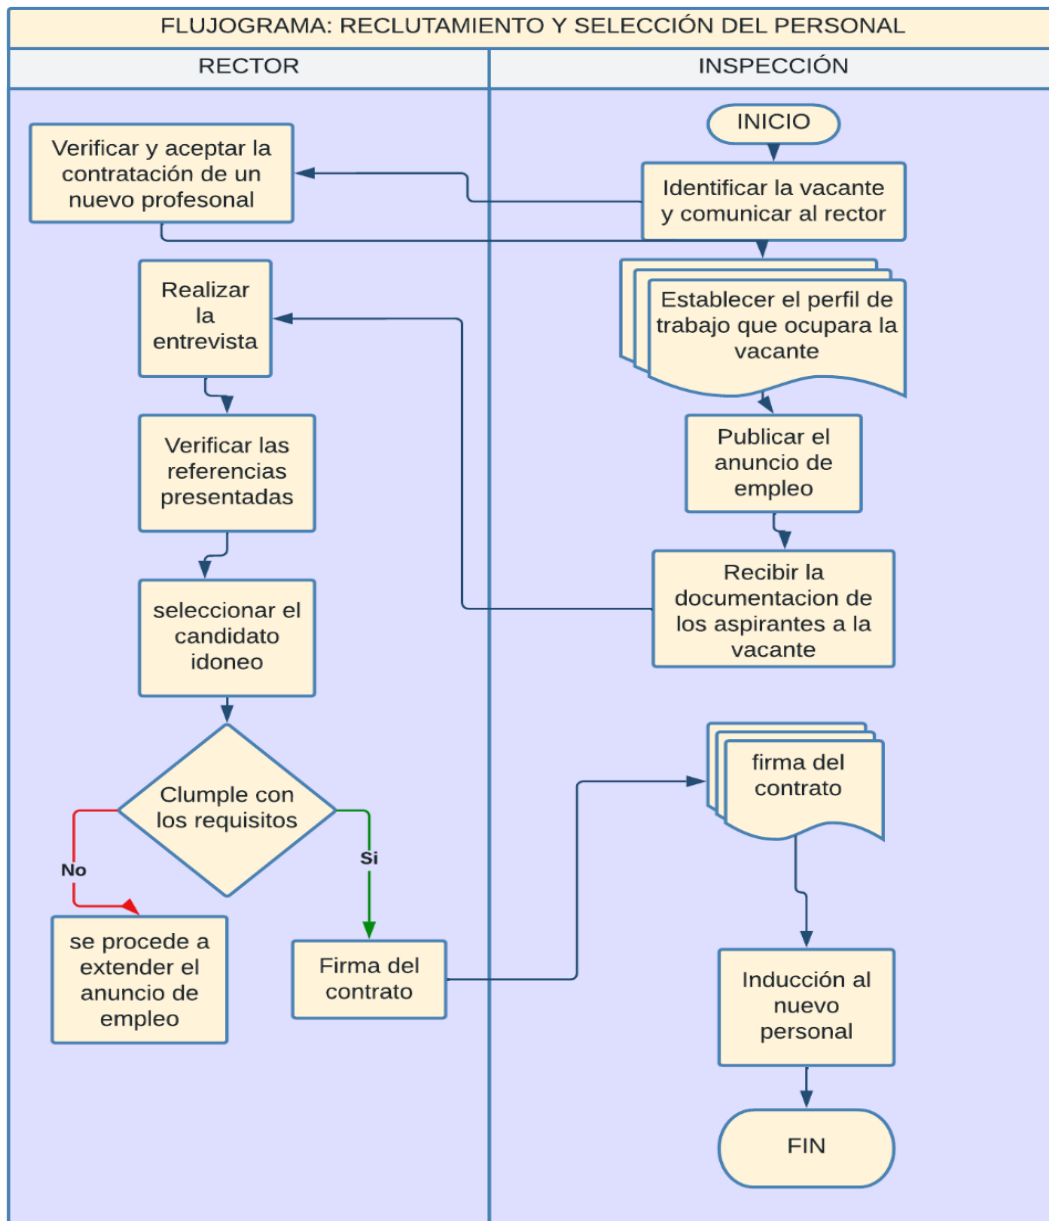 FLUJOGRAMA: RECLUTAMIENTO Y SELECCIÓN DEL PERSONAL
RECTOR
INSPECCIÓN
INICIO
Identificar la vacante
y comunicar al rector
Verificar y aceptar la
contratación de un
nuevo profesonal
Establecer el perfil de
trabajo que ocupara la
vacante
Publicar el
anuncio de
empleo
Recibir la
documentacion de
los aspirantes a la
vacante
Realizar
la
entrevista
Verificar las
referencias
presentadas
seleccionar el
candidato
idoneo
Clumple con
los requisitos
No
Si
se procede a
extender el
anuncio de
empleo
Firma del
contrato
firma del
contrato
Inducción al
nuevo
personal
FIN